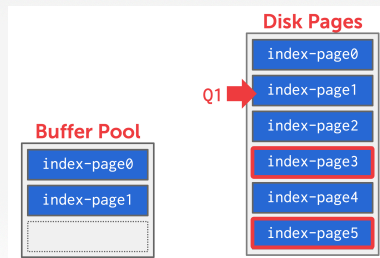 Disk Pages
index-page0
Q1
index-page1
index-page2
index-page3
index-page4
index-page5
Buffer Pool
index-page0
index-page1